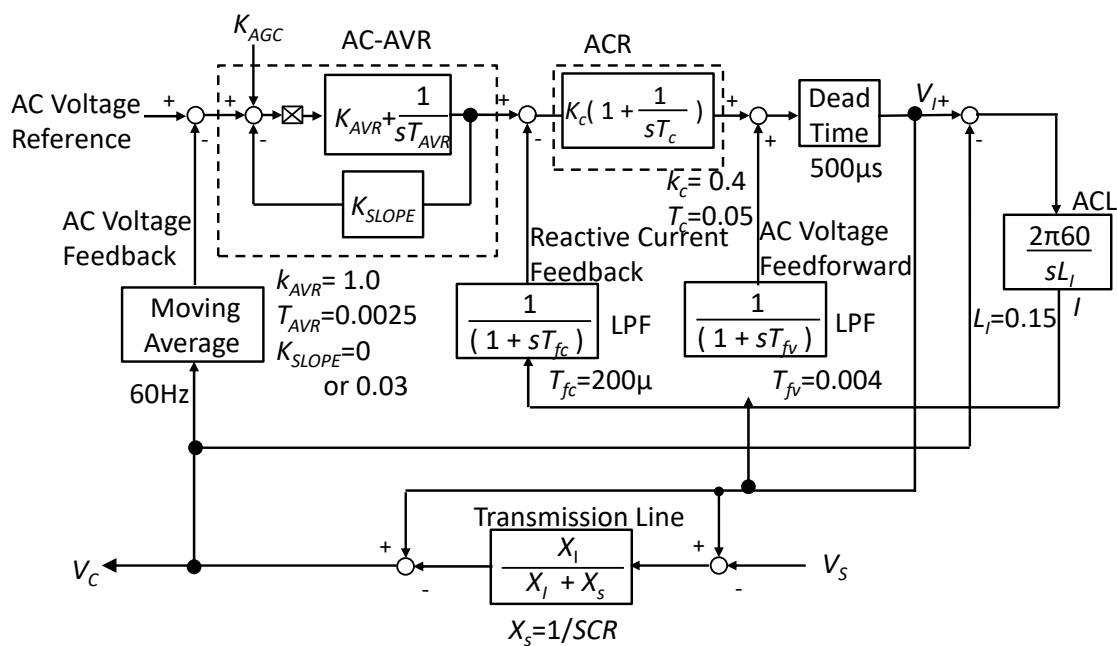 K_AGC
AC-AVR
ACR
AC Voltage
Reference
+
-
+
-
K_AVR + 1 / sT_AVR
+
-
K_c( 1 + 1 / sT_c )
+
+
Dead
Time
500μs
V_I
+
-
K_SLOPE
k_c= 0.4
T_c=0.05
ACL
2π60 / sL_I
L_I=0.15
I
AC Voltage
Feedback
Reactive Current
Feedback
AC Voltage
Feedforward
Moving
Average
60Hz
k_AVR= 1.0
T_AVR=0.0025
K_SLOPE=0
or 0.03
1 / ( 1 + sT_fc )
LPF
T_fc=200μ
1 / ( 1 + sT_fv )
LPF
T_fv=0.004
Transmission Line
V_C
+
-
X_I / X_I + X_s
+
-
V_S
X_s=1/SCR